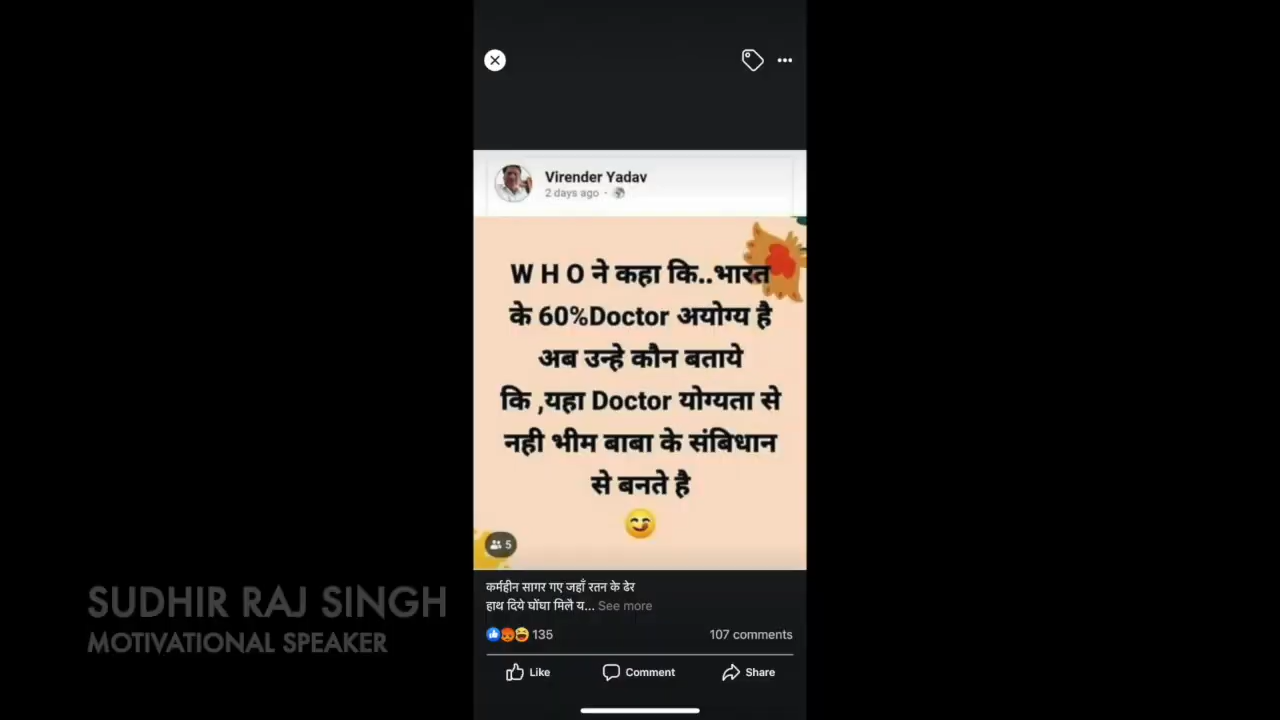 Virender Yadav
2 days ago ·
W H O ने कहा कि..भारत
के 60%Doctor अयोग्य है
अब उन्हे कौन बताये
कि ,यहा Doctor योग्यता से
नही भीम बाबा के संबिधान
से बनते है
5
कर्महीन सागर गए जहाँ रतन के ढेर
हाथ दिये घोंघा मिलै य... See more
135 107 comments
Like Comment Share
SUDHIR RAJ SINGH
MOTIVATIONAL SPEAKER